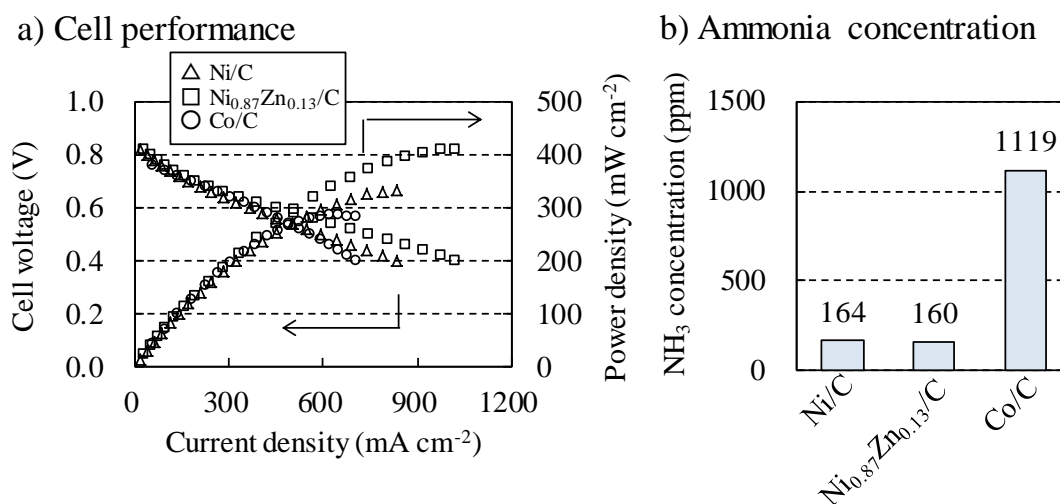 a) Cell performance
Ni/C
Ni0.87Zn0.13/C
Co/C
1.0
0.8
0.6
0.4
0.2
0.0
Cell voltage (V)
500
400
300
200
100
0
Power density (mW cm-2)
0
300
600
900
1200
Current density (mA cm-2)
b) Ammonia concentration
NH3 concentration (ppm)
1500
1000
500
0
164
160
1119
Ni/C
Ni0.87Zn0.13/C
Co/C